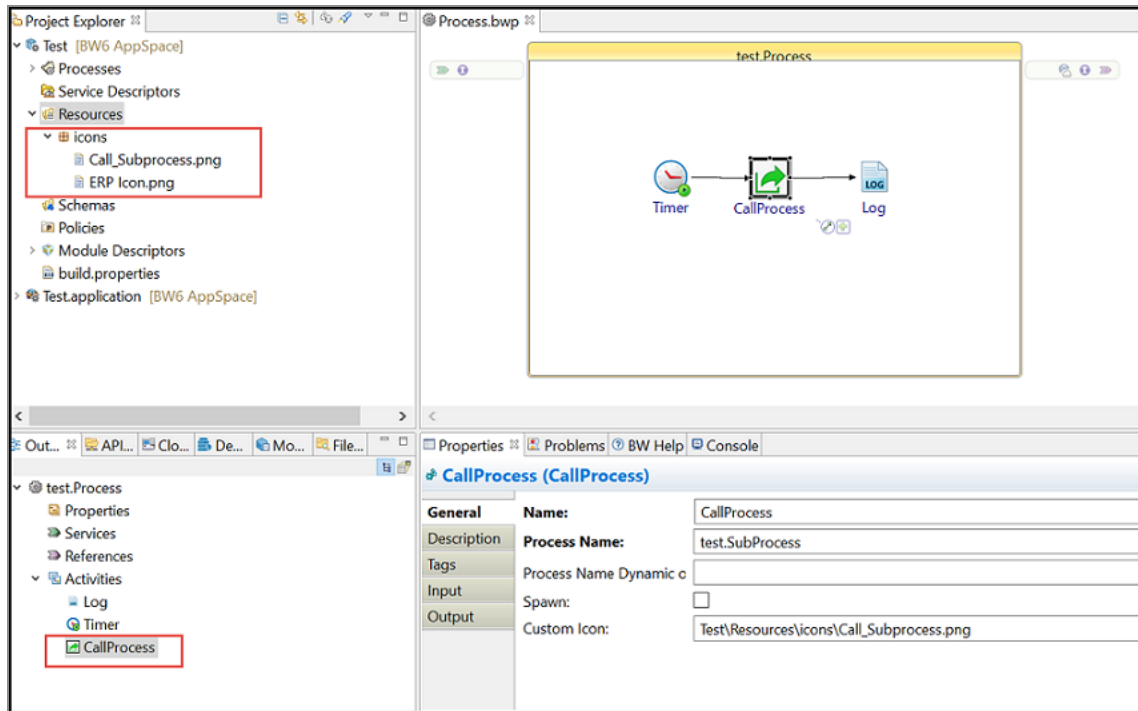 Project Explorer
Test [BW6 AppSpace]
Processes
Service Descriptors
Resources
icons
Call_Subprocess.png
ERP Icon.png
Schemas
Policies
Module Descriptors
build.properties
Test.application [BW6 AppSpace]
Process.bwp
test.Process
Timer
CallProcess
LOG
Log
Out... API... Clo... De... Mo... File...
test.Process
Properties
Services
References
Activities
Log
Timer
CallProcess
Properties Problems BW Help Console
CallProcess (CallProcess)
General
Description
Tags
Input
Output
Name: CallProcess
Process Name: test.SubProcess
Process Name Dynamic o
Spawn:
Custom Icon: Test\Resources\icons\Call_Subprocess.png